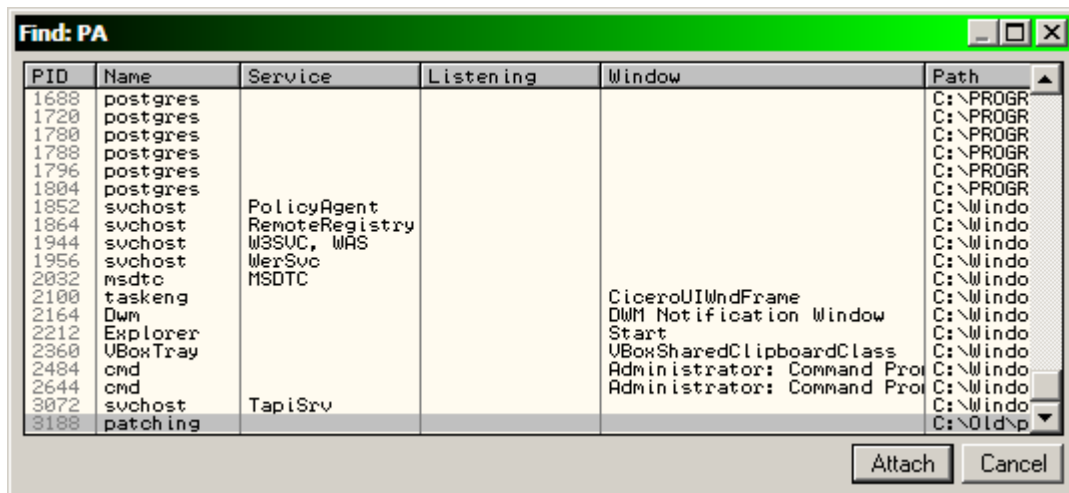 Find: PA
PID Name Service Listening Window Path
1688 postgres C:\PROGR
1720 postgres C:\PROGR
1780 postgres C:\PROGR
1788 postgres C:\PROGR
1796 postgres C:\PROGR
1804 postgres C:\PROGR
1852 svchost PolicyAgent C:\Windo
1864 svchost RemoteRegistry C:\Windo
1944 svchost W3SVC, WAS C:\Windo
1956 svchost WerSvc C:\Windo
2032 msdtc MSDTC C:\Windo
2100 taskeng CiceroUIWndFrame C:\Windo
2164 Dwm DWM Notification Window C:\Windo
2212 Explorer Start C:\Windo
2360 VBoxTray VBoxSharedClipboardClass C:\Windo
2484 cmd Administrator: Command Pro C:\Windo
2644 cmd Administrator: Command Pro C:\Windo
3072 svchost TapiSrv C:\Windo
3188 patching C:\Old\p
Attach Cancel